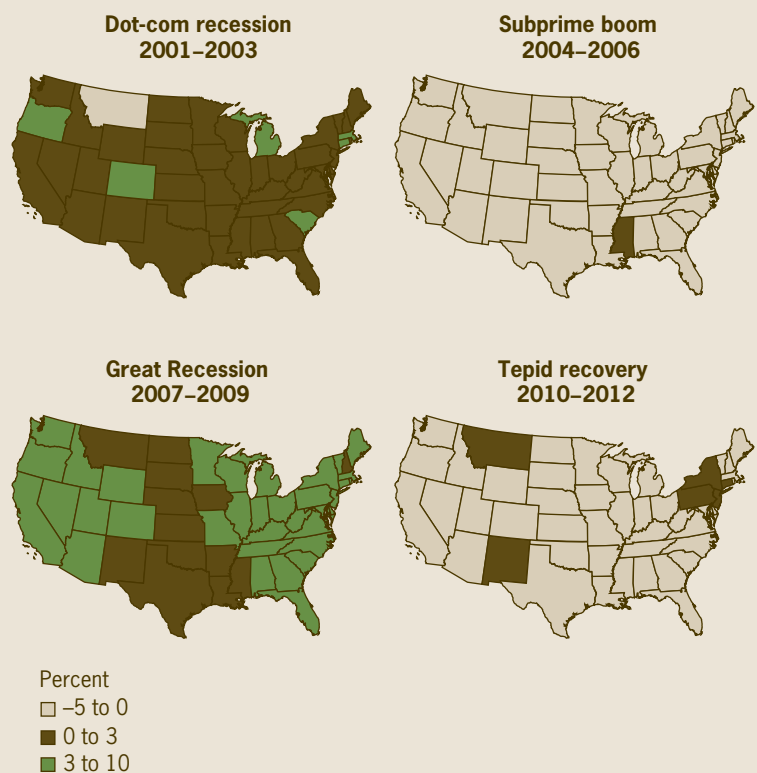 Dot-com recession
2001–2003
Subprime boom
2004–2006
Great Recession
2007–2009
Tepid recovery
2010–2012
Percent
–5 to 0
0 to 3
3 to 10